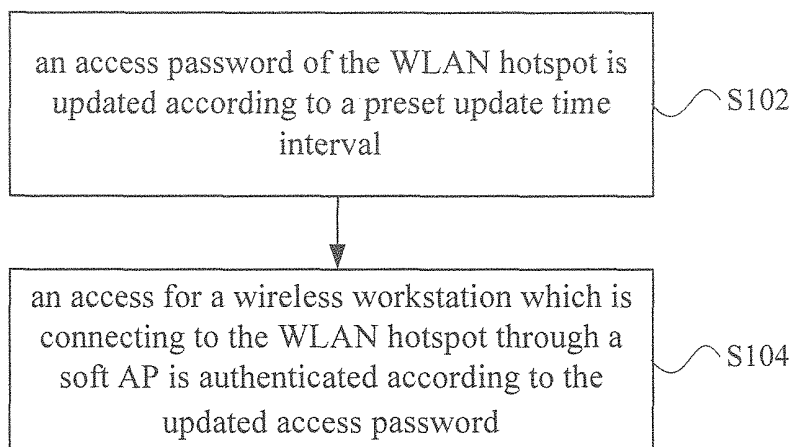 an access password of the WLAN hotspot is
updated according to a preset update time
interval
S102
an access for a wireless workstation which is
connecting to the WLAN hotspot through a
soft AP is authenticated according to the
updated access password
S104